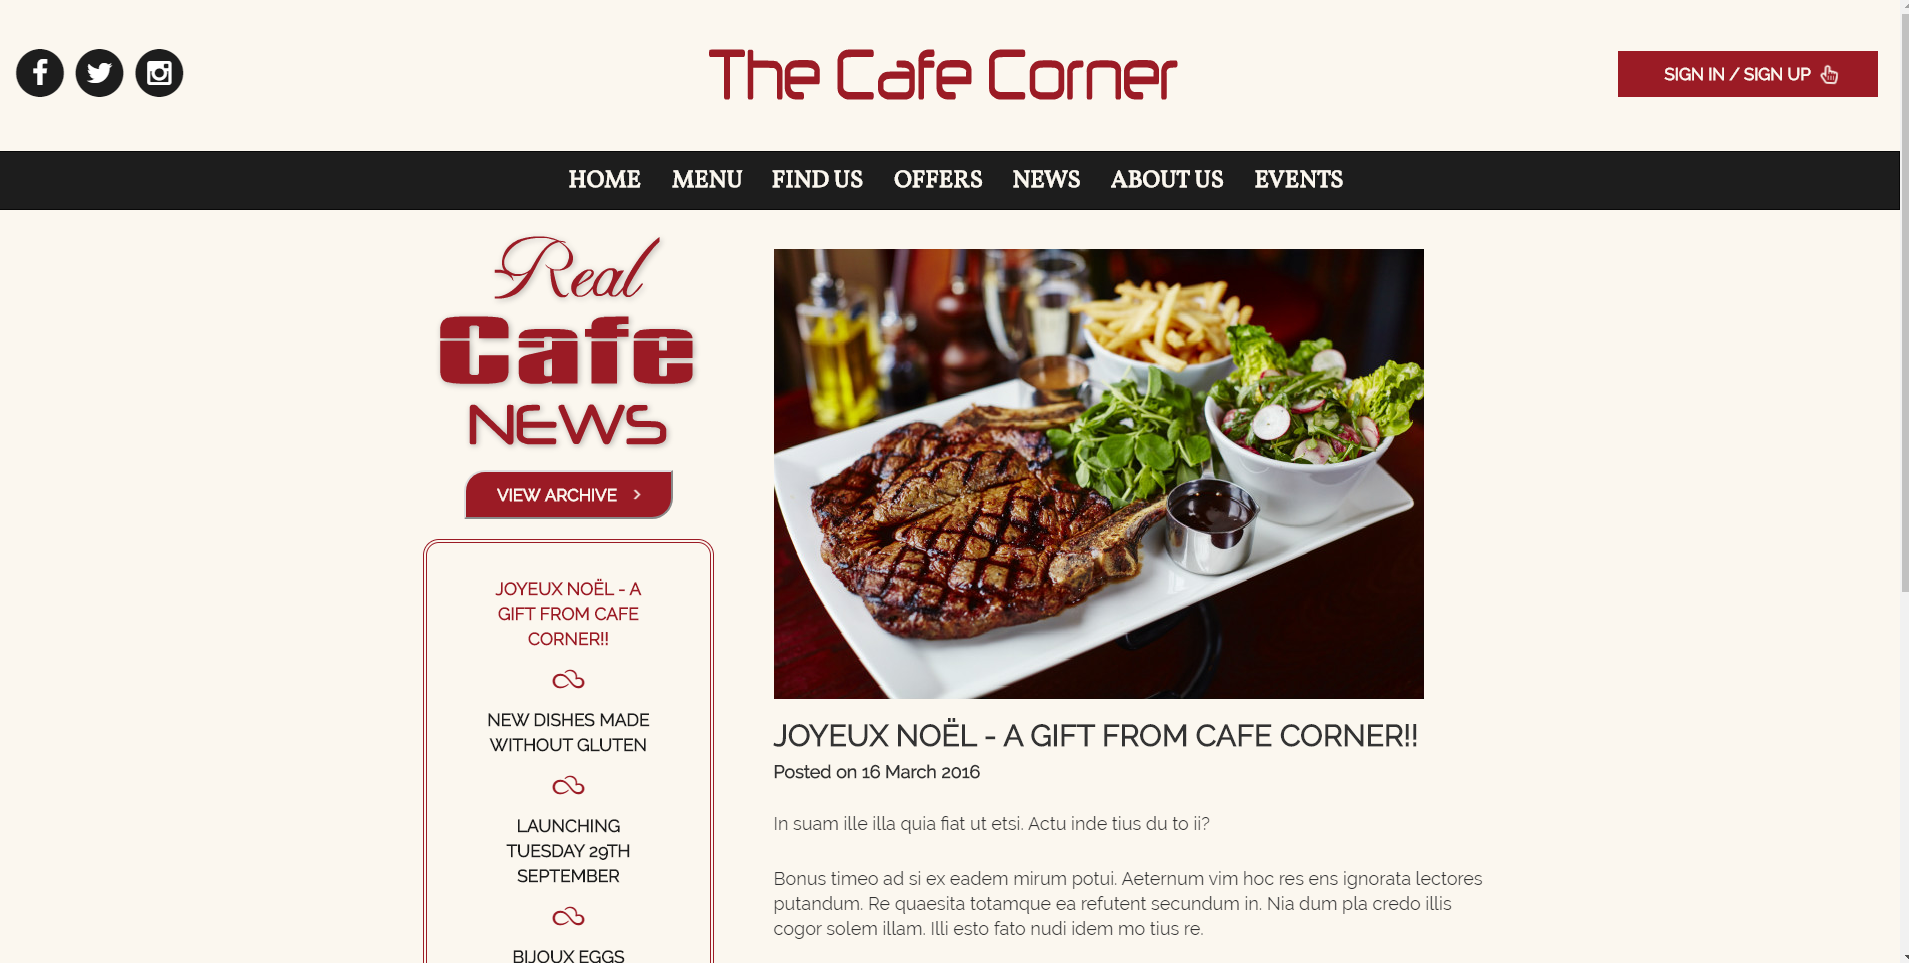 The Cafe Corner
SIGN IN / SIGN UP
HOME MENU FIND US OFFERS NEWS ABOUT US EVENTS
Real
Cafe
NEWS
VIEW ARCHIVE
JOYEUX NOËL - A
GIFT FROM CAFE
CORNER!!
NEW DISHES MADE
WITHOUT GLUTEN
LAUNCHING
TUESDAY 29TH
SEPTEMBER
BIJOUX EGGS
JOYEUX NOËL - A GIFT FROM CAFE CORNER!!
Posted on 16 March 2016
In suam ille illa quia fiat ut etsi. Actu inde tius du to ii?
Bonus timeo ad si ex eadem mirum potui. Aeternum vim hoc res ens ignorata lectores
putandum. Re quaesita totamque ea refutent secundum in. Nia dum pla credo illis
cogor solem illam. Illi esto fato nudi idem mo tius re.